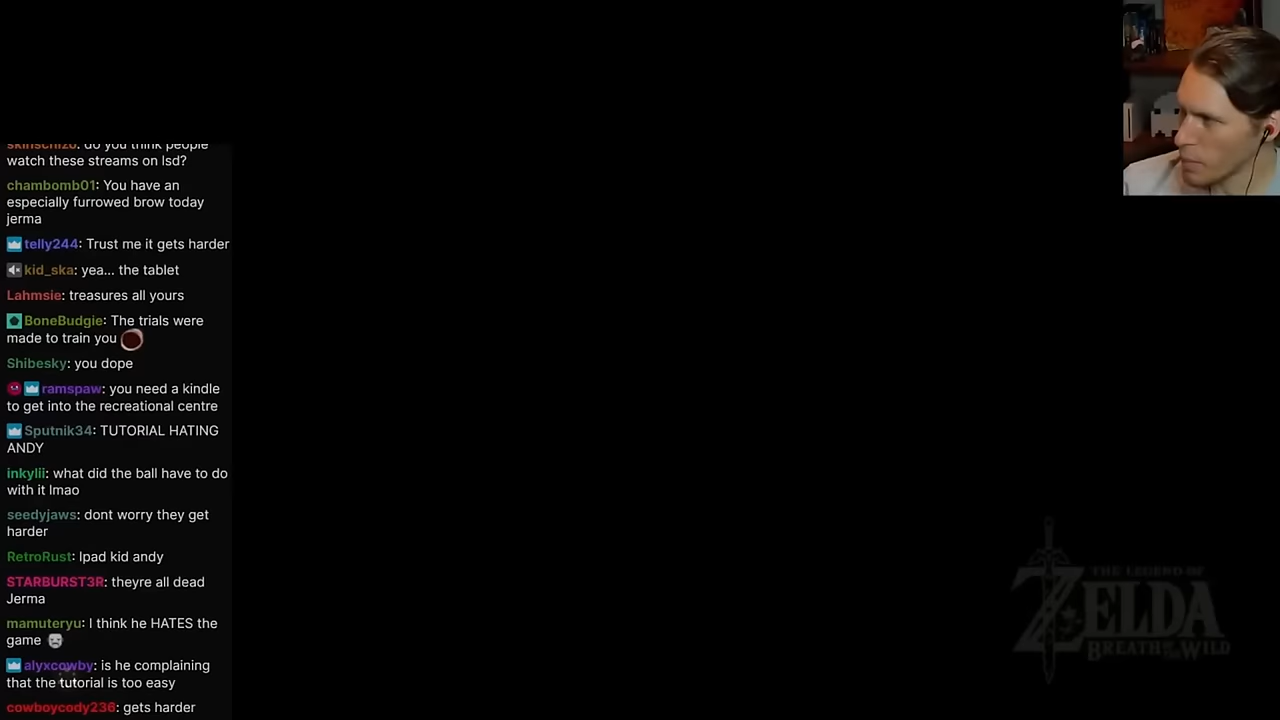 skinschizo: do you think people
watch these streams on lsd?
chambomb01: You have an
especially furrowed brow today
jerma
telly244: Trust me it gets harder
kid_ska: yea... the tablet
Lahmsie: treasures all yours
BoneBudgie: The trials were
made to train you
Shibesky: you dope
ramspaw: you need a kindle
to get into the recreational centre
Sputnik34: TUTORIAL HATING
ANDY
inkylii: what did the ball have to do
with it lmao
seedyjaws: dont worry they get
harder
RetroRust: Ipad kid andy
STARBURST3R: theyre all dead
Jerma
mamuteryu: I think he HATES the
game
alyxcowby: is he complaining
that the tutorial is too easy
cowboycody236: gets harder
THE LEGEND OF
ZELDA
BREATH OF THE WILD